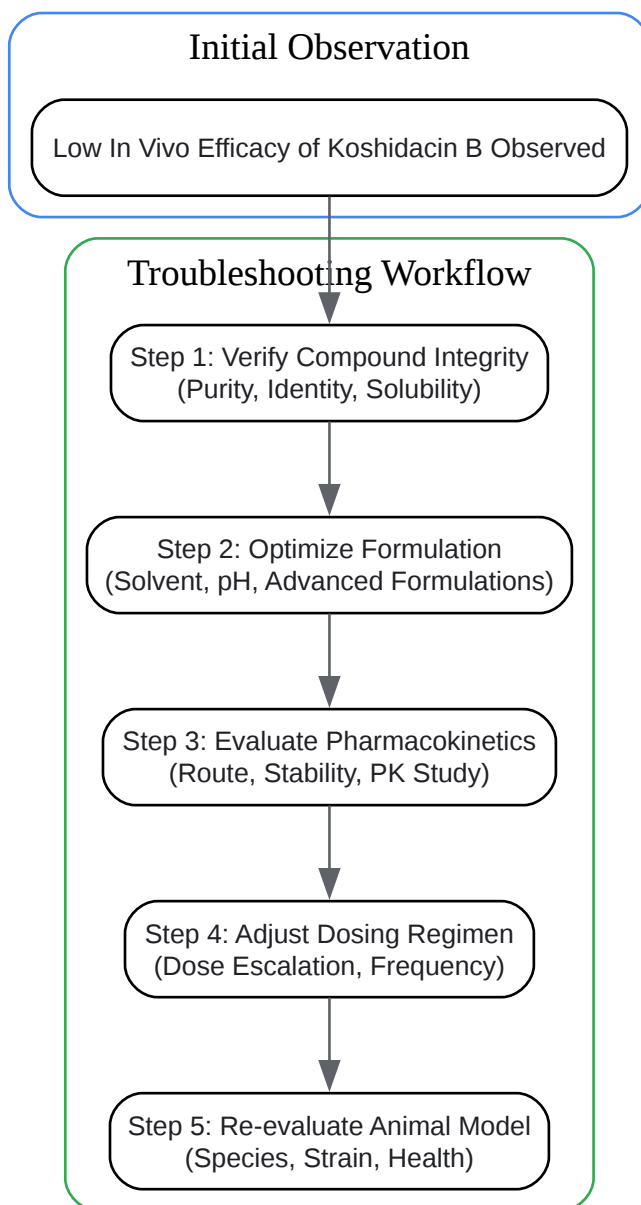 Initial Observation
Low In Vivo Efficacy of Koshidacin B Observed
Troubleshooting Workflow
Step 1: Verify Compound Integrity
(Purity, Identity, Solubility)
Step 2: Optimize Formulation
(Solvent, pH, Advanced Formulations)
Step 3: Evaluate Pharmacokinetics
(Route, Stability, PK Study)
Step 4: Adjust Dosing Regimen
(Dose Escalation, Frequency)
Step 5: Re-evaluate Animal Model
(Species, Strain, Health)